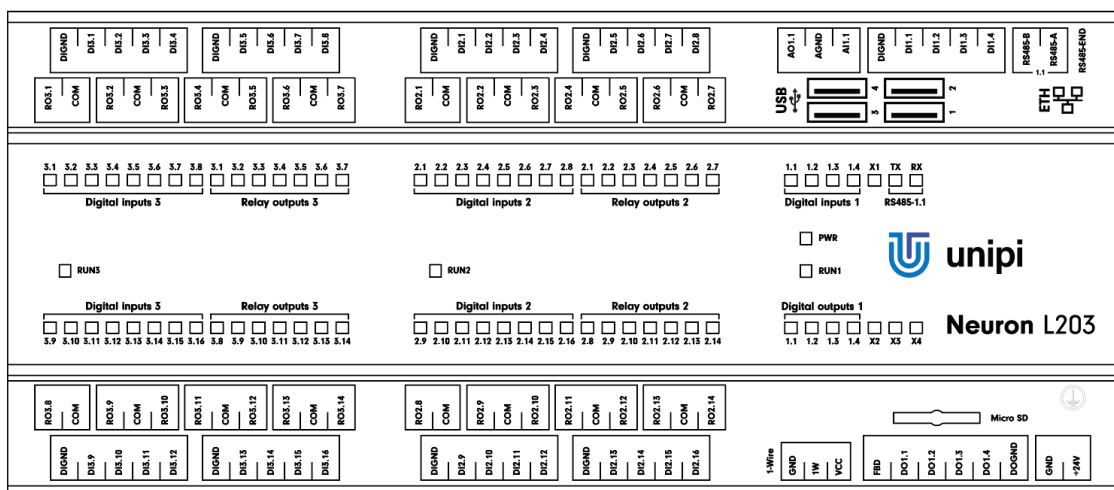 DIGND DI3.1 DI3.2 DI3.3 DI3.4 DIGND DI3.5 DI3.6 DI3.7 DI3.8 DIGND DI2.1 DI2.2 DI2.3 DI2.4 DIGND DI2.5 DI2.6 DI2.7 DI2.8 AO1.1 AGND AI1.1 DIGND DI1.1 DI1.2 DI1.3 DI1.4 RS485-B RS485-A RS485-END
1.1
RO3.1 COM RO3.2 COM RO3.3 RO3.4 COM RO3.5 RO3.6 COM RO3.7 RO2.1 COM RO2.2 COM RO2.3 RO2.4 COM RO2.5 RO2.6 COM RO2.7 USB 4 3 2 1 ETH
3.1 3.2 3.3 3.4 3.5 3.6 3.7 3.8 3.1 3.2 3.3 3.4 3.5 3.6 3.7 2.1 2.2 2.3 2.4 2.5 2.6 2.7 2.8 2.1 2.2 2.3 2.4 2.5 2.6 2.7 1.1 1.2 1.3 1.4 X1 TX RX
Digital inputs 3 Relay outputs 3 Digital inputs 2 Relay outputs 2 Digital inputs 1 RS485-1.1
PWR
unipi
RUN3 RUN2 RUN1
Digital inputs 3 Relay outputs 3 Digital inputs 2 Relay outputs 2 Digital outputs 1
Neuron L203
3.9 3.10 3.11 3.12 3.13 3.14 3.15 3.16 3.8 3.9 3.10 3.11 3.12 3.13 3.14 2.9 2.10 2.11 2.12 2.13 2.14 2.15 2.16 2.8 2.9 2.10 2.11 2.12 2.13 2.14 1.1 1.2 1.3 1.4 X2 X3 X4
RO3.8 COM RO3.9 COM RO3.10 RO3.11 COM RO3.12 RO3.13 COM RO3.14 RO2.8 COM RO2.9 COM RO2.10 RO2.11 COM RO2.12 RO2.13 COM RO2.14
Micro SD
DIGND DI3.9 DI3.10 DI3.11 DI3.12 DIGND DI3.13 DI3.14 DI3.15 DI3.16 DIGND DI2.9 DI2.10 DI2.11 DI2.12 DIGND DI2.13 DI2.14 DI2.15 DI2.16 1-Wire GND 1W VCC FBD DO1.1 DO1.2 DO1.3 DO1.4 DOGND GND +24V